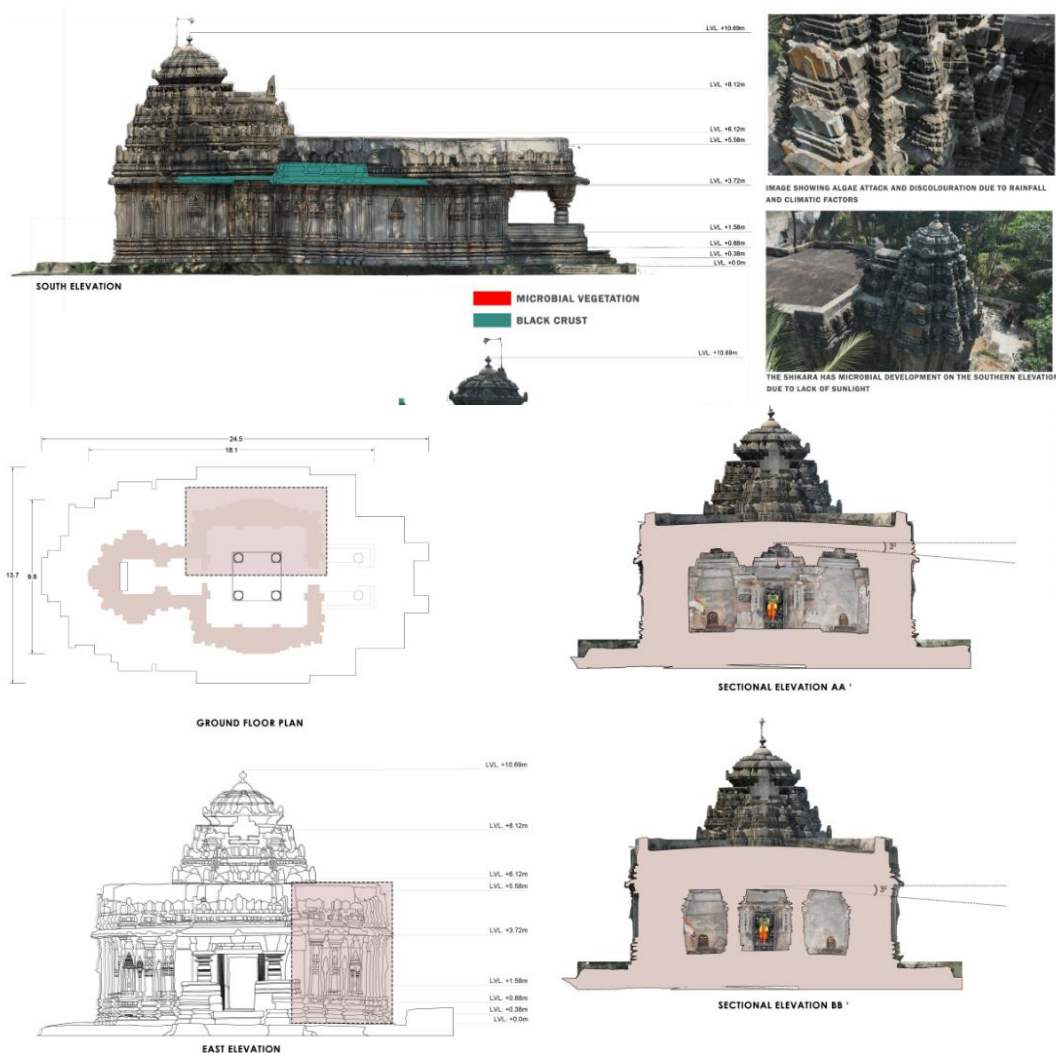 LVL. +10.69m
LVL. +8.12m
LVL. +6.12m
LVL. +5.58m
LVL. +3.72m
LVL. +1.58m
LVL. +0.88m
LVL. +0.38m
LVL. +0.0m
SOUTH ELEVATION
IMAGE SHOWING ALGAE ATTACK AND DISCOLOURATION DUE TO RAINFALL
AND CLIMATIC FACTORS
MICROBIAL VEGETATION
BLACK CRUST
LVL. +10.69m
THE SHIKARA HAS MICROBIAL DEVELOPMENT ON THE SOUTHERN ELEVATION
DUE TO LACK OF SUNLIGHT
24.5
18.1
13.7
9.8
GROUND FLOOR PLAN
3°
SECTIONAL ELEVATION AA '
LVL. +10.69m
LVL. +8.12m
LVL. +6.12m
LVL. +5.58m
LVL. +3.72m
LVL. +1.58m
LVL. +0.88m
LVL. +0.38m
LVL. +0.0m
EAST ELEVATION
3°
SECTIONAL ELEVATION BB '